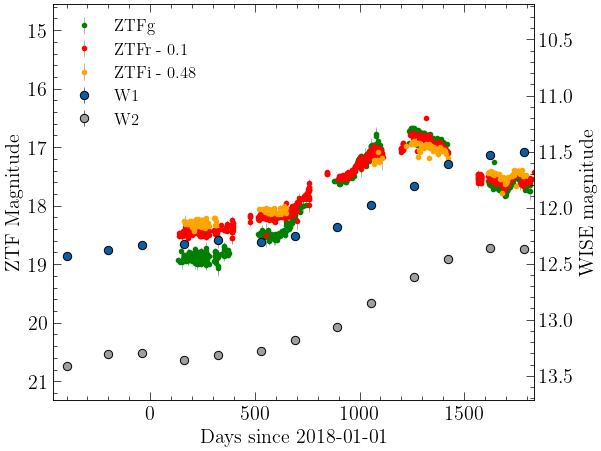 ZTFg
ZTFr - 0.1
ZTFi - 0.48
W1
W2
15
16
17
18
19
20
21
ZTF Magnitude
10.5
11.0
11.5
12.0
12.5
13.0
13.5
WISE magnitude
0
500
1000
1500
Days since 2018-01-01